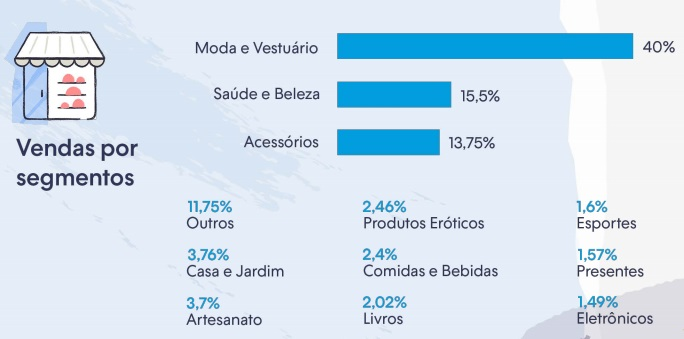 Vendas por
segmentos
Moda e Vestuário 40%
Saúde e Beleza 15,5%
Acessórios 13,75%
11,75%
Outros
2,46%
Produtos Eróticos
1,6%
Esportes
3,76%
Casa e Jardim
2,4%
Comidas e Bebidas
1,57%
Presentes
3,7%
Artesanato
2,02%
Livros
1,49%
Eletrônicos